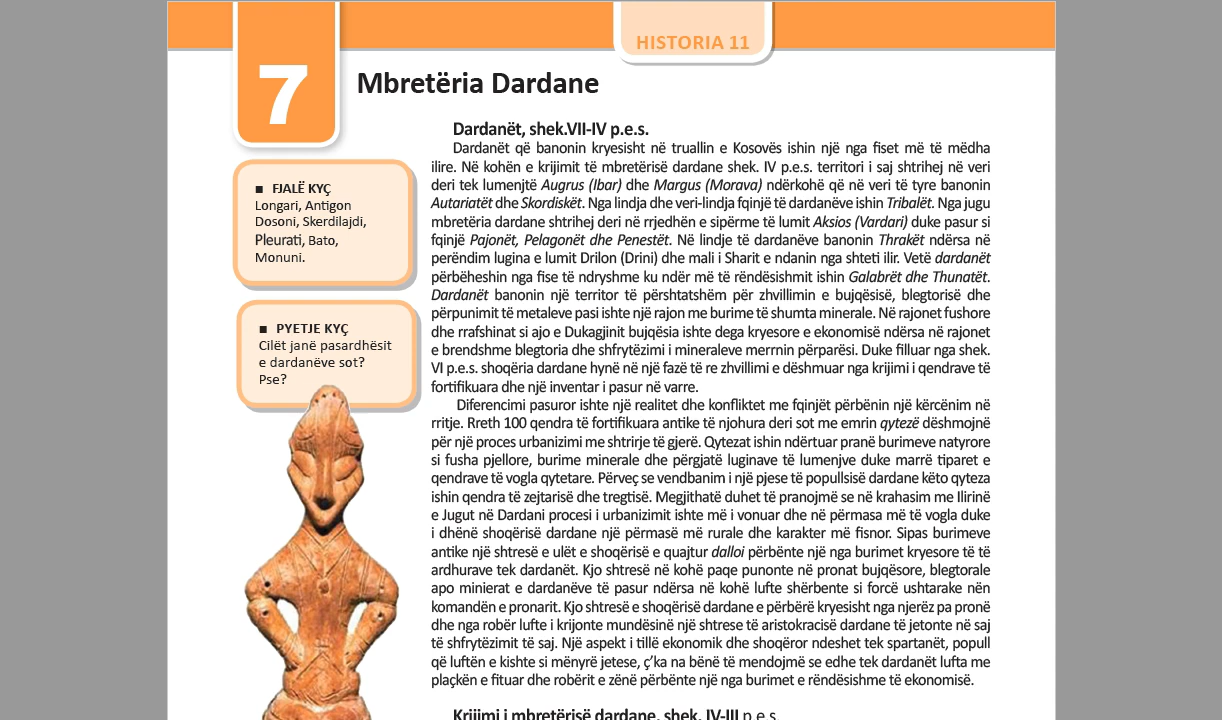 HISTORIA 11
7
Mbretëria Dardane
■ FJALË KYÇ
Longari, Antigon
Dosoni, Skerdilajdi,
Pleurati, Bato,
Monuni.
■ PYETJE KYÇ
Cilët janë pasardhësit
e dardanëve sot?
Pse?
Dardanët, shek.VII-IV p.e.s.
Dardanët që banonin kryesisht në truallin e Kosovës ishin një nga fiset më të mëdha
ilire. Në kohën e krijimit të mbretërisë dardane shek. IV p.e.s. territori i saj shtrihej në veri
deri tek lumenjtë Augrus (Ibar) dhe Margus (Morava) ndërkohë që në veri të tyre banonin
Autariatët dhe Skordiskët. Nga lindja dhe veri-lindja fqinjë të dardanëve ishin Tribalët. Nga jugu
mbretëria dardane shtrihej deri në rrjedhën e sipërme të lumit Aksios (Vardari) duke pasur si
fqinjë Pajonët, Pelagonët dhe Penestët. Në lindje të dardanëve banonin Thrakët ndërsa në
perëndim lugina e lumit Drilon (Drini) dhe mali i Sharit e ndanin nga shteti ilir. Vetë dardanët
përbëheshin nga fise të ndryshme ku ndër më të rëndësishmit ishin Galabrët dhe Thunatët.
Dardanët banonin një territor të përshtatshëm për zhvillimin e bujqësisë, blegtorisë dhe
përpunimit të metaleve pasi ishte një rajon me burime të shumta minerale. Në rajonet fushore
dhe rrafshinat si ajo e Dukagjinit bujqësia ishte dega kryesore e ekonomisë ndërsa në rajonet
e brendshme blegtoria dhe shfrytëzimi i mineraleve merrnin përparësi. Duke filluar nga shek.
VI p.e.s. shoqëria dardane hynë në një fazë të re zhvillimi e dëshmuar nga krijimi i qendrave të
fortifikuara dhe një inventar i pasur në varre.
Diferencimi pasuror ishte një realitet dhe konfliktet me fqinjët përbënin një kërcënim në
rritje. Rreth 100 qendra të fortifikuara antike të njohura deri sot me emrin qytezë dëshmojnë
për një proces urbanizimi me shtrirje të gjerë. Qytezat ishin ndërtuar pranë burimeve natyrore
si fusha pjellore, burime minerale dhe përgjatë luginave të lumenjve duke marrë tiparet e
qendrave të vogla qytetare. Përveç se vendbanim i një pjese të popullsisë dardane këto qyteza
ishin qendra të zejtarisë dhe tregtisë. Megjithatë duhet të pranojmë se në krahasim me Ilirinë
e Jugut në Dardani procesi i urbanizimit ishte më i vonuar dhe në përmasa më të vogla duke
i dhënë shoqërisë dardane një përmasë më rurale dhe karakter më fisnor. Sipas burimeve
antike një shtresë e ulët e shoqërisë e quajtur dalloi përbënte një nga burimet kryesore të të
ardhurave tek dardanët. Kjo shtresë në kohë paqe punonte në pronat bujqësore, blegtorale
apo minierat e dardanëve të pasur ndërsa në kohë lufte shërbente si forcë ushtarake nën
komandën e pronarit. Kjo shtresë e shoqërisë dardane e përbërë kryesisht nga njerëz pa pronë
dhe nga robër lufte i krijonte mundësinë një shtrese të aristokracisë dardane të jetonte në saj
të shfrytëzimit të saj. Një aspekt i tillë ekonomik dhe shoqëror ndeshet tek spartanët, popull
që luftën e kishte si mënyrë jetese, ç’ka na bënë të mendojmë se edhe tek dardanët lufta me
plaçkën e fituar dhe robërit e zënë përbënte një nga burimet e rëndësishme të ekonomisë.
Krijimi i mbretërisë dardane, shek. IV-III p.e.s.